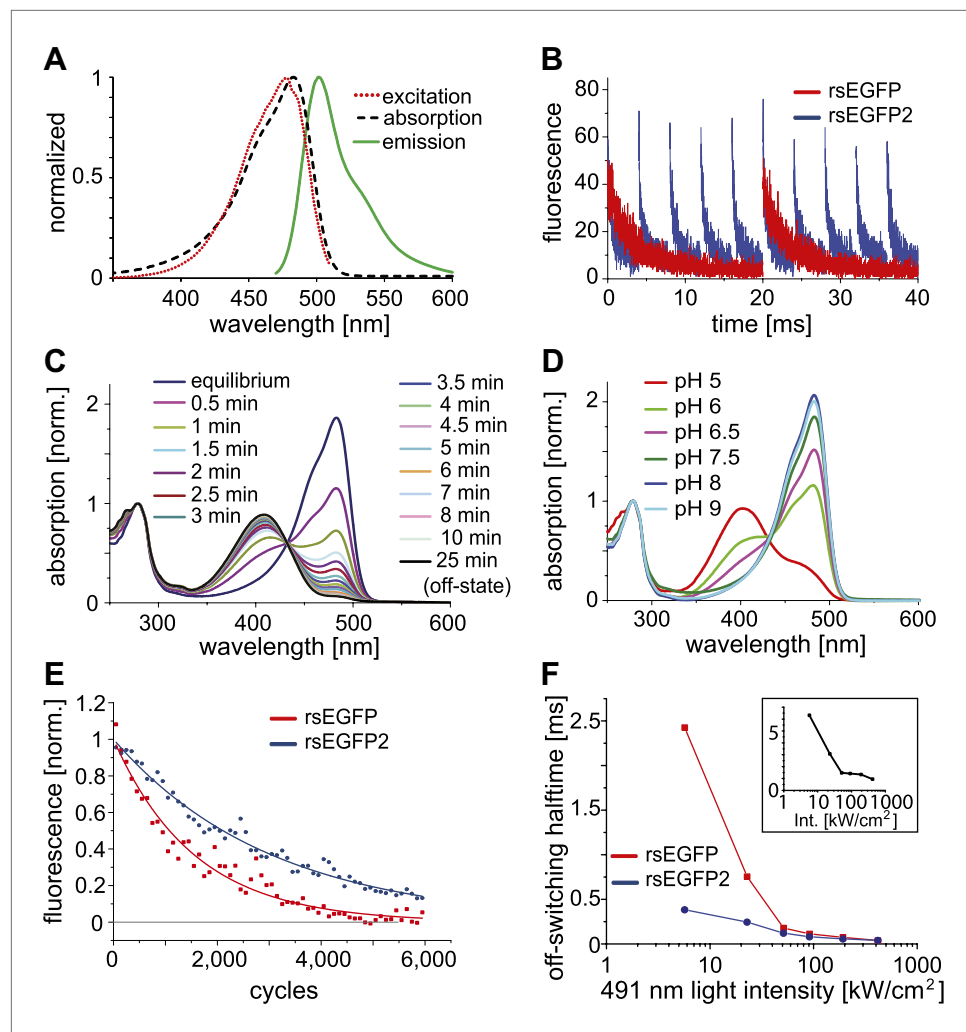 A
normalized
1
0.5
0
400 450 500 550 600
wavelength [nm]
excitation
absorption
emission
B
fluorescence
80
60
40
20
0
0 10 20 30 40
time [ms]
rsEGFP
rsEGFP2
C
absorption [norm.]
2
1
0
300 400 500 600
wavelength [nm]
equilibrium
0.5 min
1 min
1.5 min
2 min
2.5 min
3 min
3.5 min
4 min
4.5 min
5 min
6 min
7 min
8 min
10 min
25 min
(off-state)
D
absorption [norm.]
2
1
0
300 400 500 600
wavelength [nm]
pH 5
pH 6
pH 6.5
pH 7.5
pH 8
pH 9
E
fluorescence [norm.]
1.2
1
0.8
0.6
0.4
0.2
0
0 2,000 4,000 6,000
cycles
rsEGFP
rsEGFP2
F
off-switching halftime [ms]
2.5
1.5
0.5
0
1 10 100 1000
491 nm light intensity [kW/cm²]
rsEGFP
rsEGFP2
5
0
1 10 100 1000
Int. [kW/cm²]